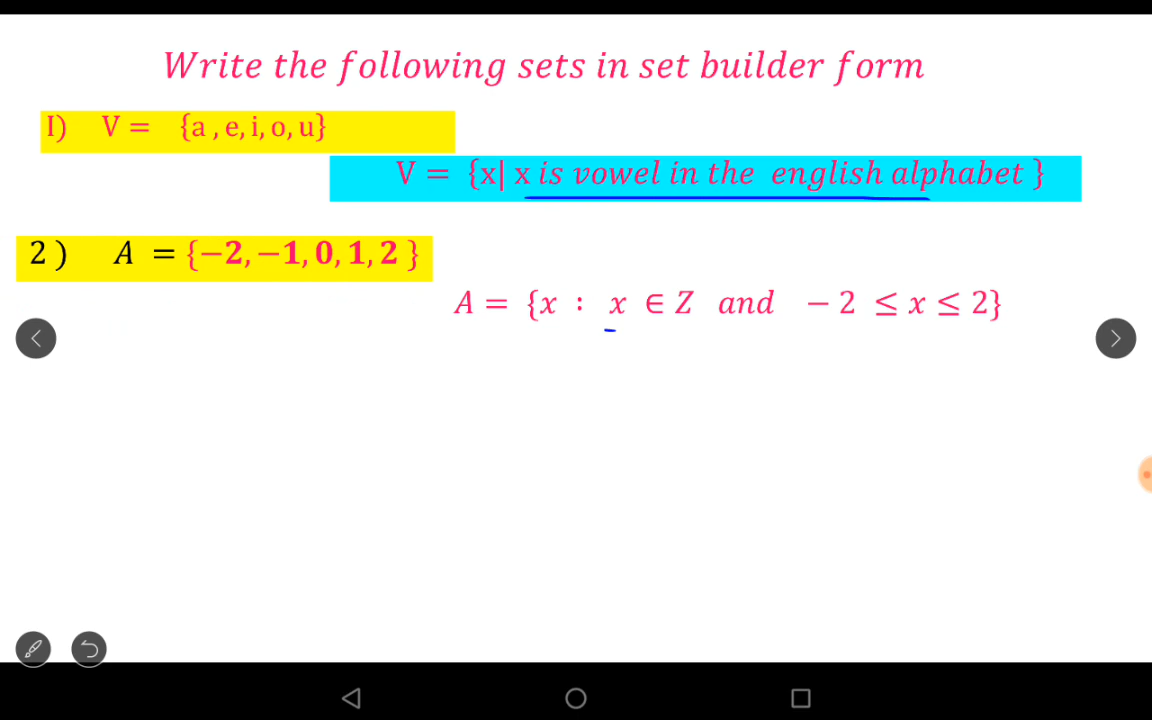 Write the following sets in set builder form
I) V = {a , e, i, o, u}
V = {x| x is vowel in the english alphabet }
2 ) A = {−2, −1, 0, 1, 2 }
A = {x : x ∈ Z and − 2 ≤ x ≤ 2}